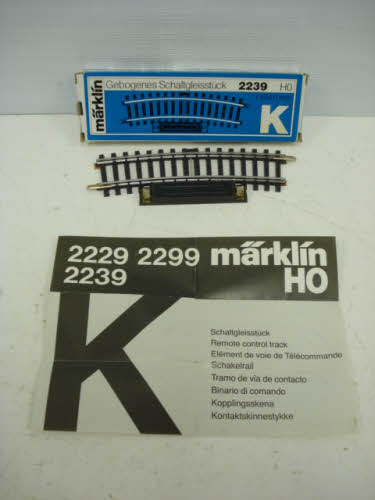 märklin
Gebogenes Schaltgleisstück 2239 H0
K
2229 2299 märklin
2239 HO
K
Schaltgleisstück
Remote control track
Elément de voie de Télécommande
Schakelrail
Tramo de vía de contacto
Binario di comando
Kopplingsskena
Kontaktskinnestykke